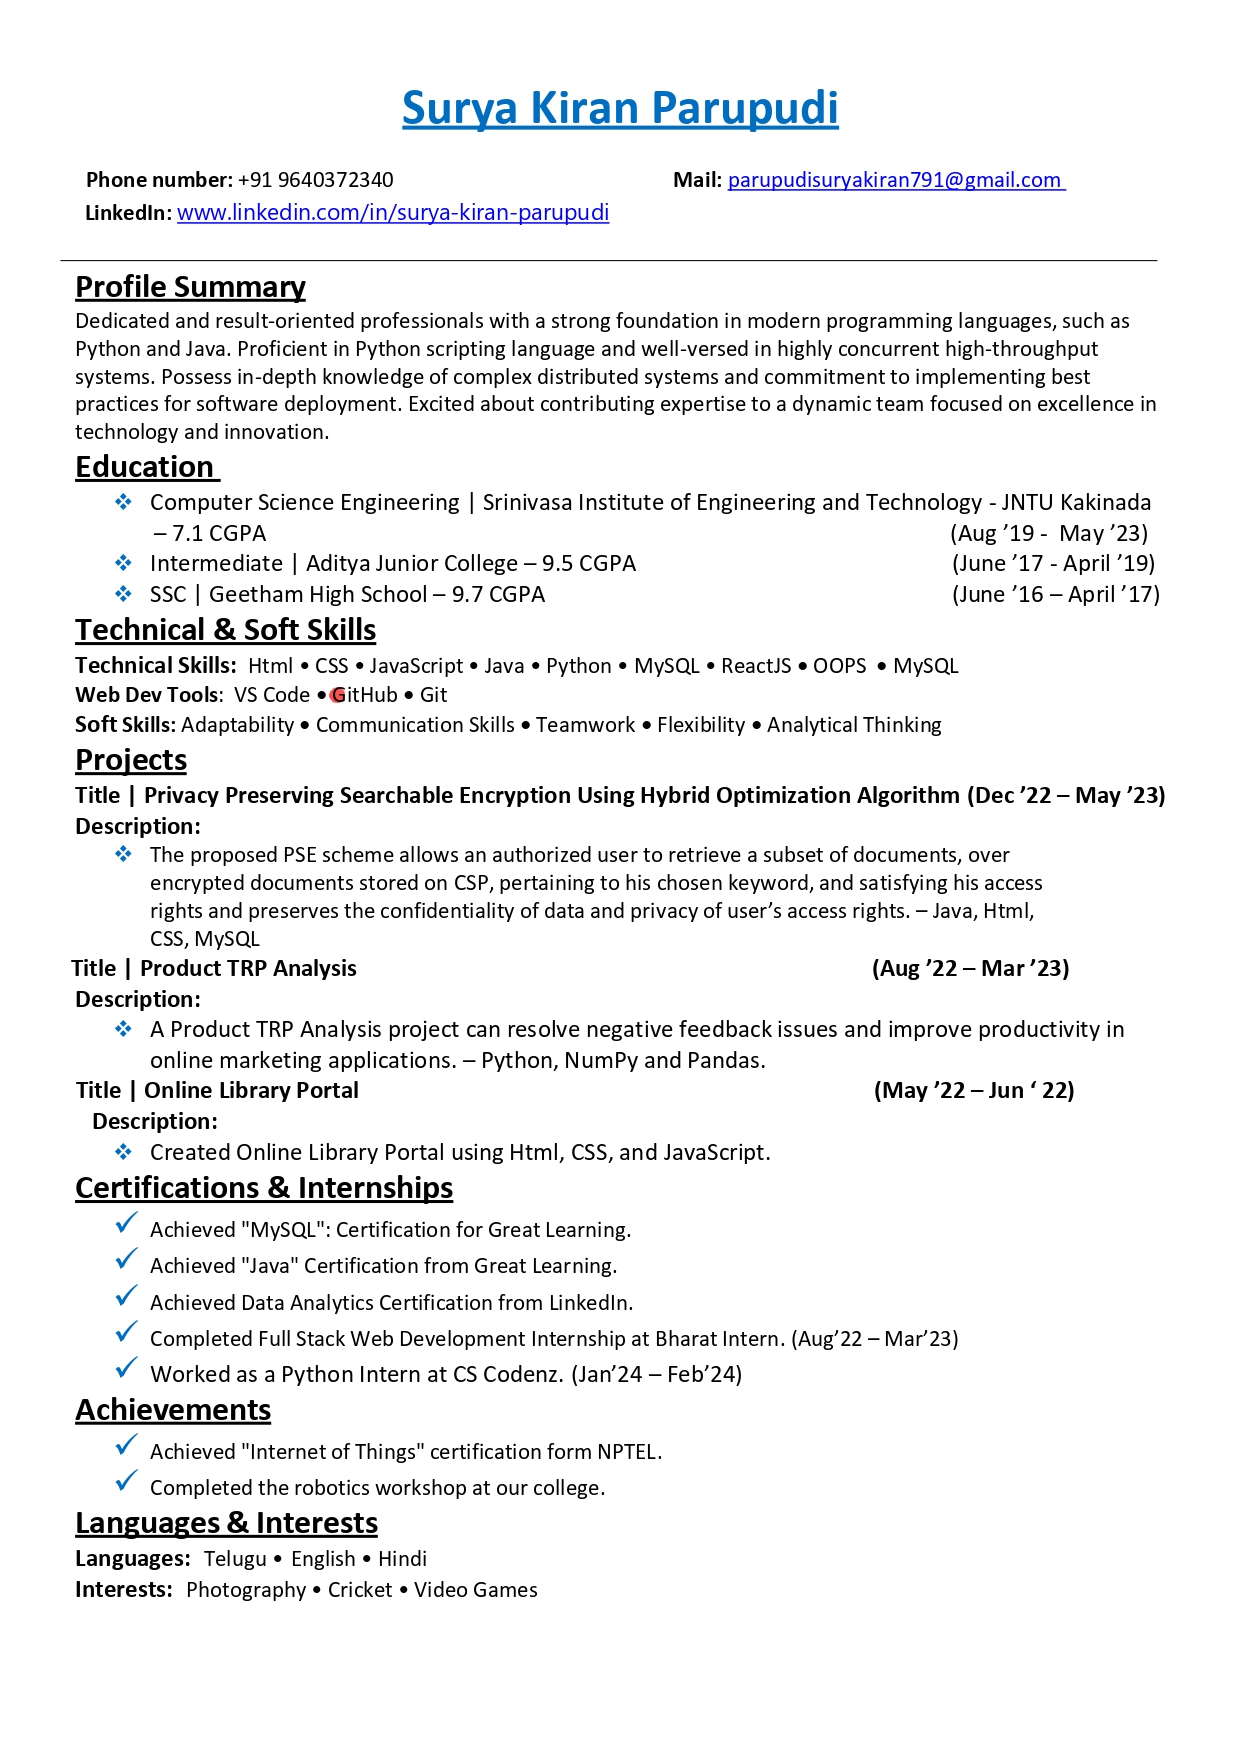 Surya Kiran Parupudi
Phone number: +91 9640372340 Mail: parupudisuryakiran791@gmail.com
LinkedIn: www.linkedin.com/in/surya-kiran-parupudi
Profile Summary
Dedicated and result-oriented professionals with a strong foundation in modern programming languages, such as
Python and Java. Proficient in Python scripting language and well-versed in highly concurrent high-throughput
systems. Possess in-depth knowledge of complex distributed systems and commitment to implementing best
practices for software deployment. Excited about contributing expertise to a dynamic team focused on excellence in
technology and innovation.
Education
❖ Computer Science Engineering | Srinivasa Institute of Engineering and Technology - JNTU Kakinada
– 7.1 CGPA (Aug ’19 - May ’23)
❖ Intermediate | Aditya Junior College – 9.5 CGPA (June ’17 - April ’19)
❖ SSC | Geetham High School – 9.7 CGPA (June ’16 – April ’17)
Technical & Soft Skills
Technical Skills: Html • CSS • JavaScript • Java • Python • MySQL • ReactJS • OOPS • MySQL
Web Dev Tools: VS Code • GitHub • Git
Soft Skills: Adaptability • Communication Skills • Teamwork • Flexibility • Analytical Thinking
Projects
Title | Privacy Preserving Searchable Encryption Using Hybrid Optimization Algorithm (Dec ’22 – May ’23)
Description:
❖ The proposed PSE scheme allows an authorized user to retrieve a subset of documents, over
encrypted documents stored on CSP, pertaining to his chosen keyword, and satisfying his access
rights and preserves the confidentiality of data and privacy of user’s access rights. – Java, Html,
CSS, MySQL
Title | Product TRP Analysis (Aug ’22 – Mar ’23)
Description:
❖ A Product TRP Analysis project can resolve negative feedback issues and improve productivity in
online marketing applications. – Python, NumPy and Pandas.
Title | Online Library Portal (May ’22 – Jun ‘ 22)
Description:
❖ Created Online Library Portal using Html, CSS, and JavaScript.
Certifications & Internships
✓ Achieved "MySQL": Certification for Great Learning.
✓ Achieved "Java" Certification from Great Learning.
✓ Achieved Data Analytics Certification from LinkedIn.
✓ Completed Full Stack Web Development Internship at Bharat Intern. (Aug’22 – Mar’23)
✓ Worked as a Python Intern at CS Codenz. (Jan’24 – Feb’24)
Achievements
✓ Achieved "Internet of Things" certification form NPTEL.
✓ Completed the robotics workshop at our college.
Languages & Interests
Languages: Telugu • English • Hindi
Interests: Photography • Cricket • Video Games